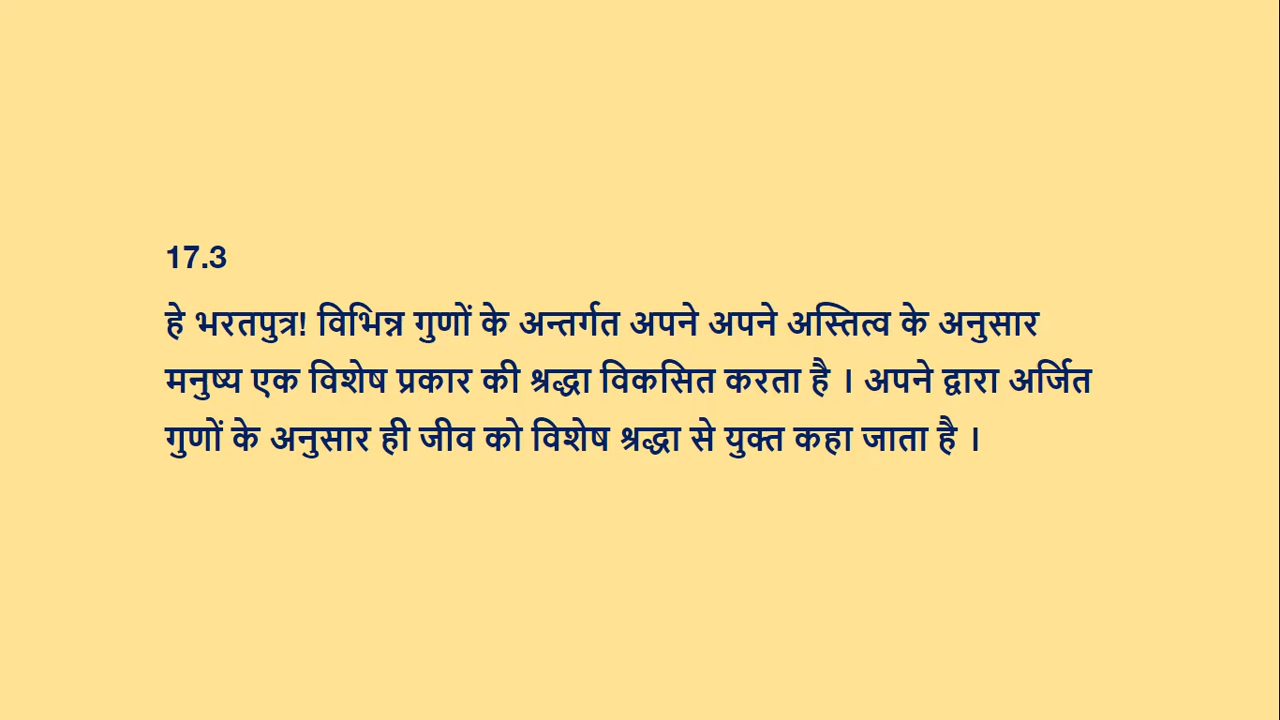 17.3
हे भरतपुत्र! विभिन्न गुणों के अन्तर्गत अपने अपने अस्तित्व के अनुसार
मनुष्य एक विशेष प्रकार की श्रद्धा विकसित करता है । अपने द्वारा अर्जित
गुणों के अनुसार ही जीव को विशेष श्रद्धा से युक्त कहा जाता है ।